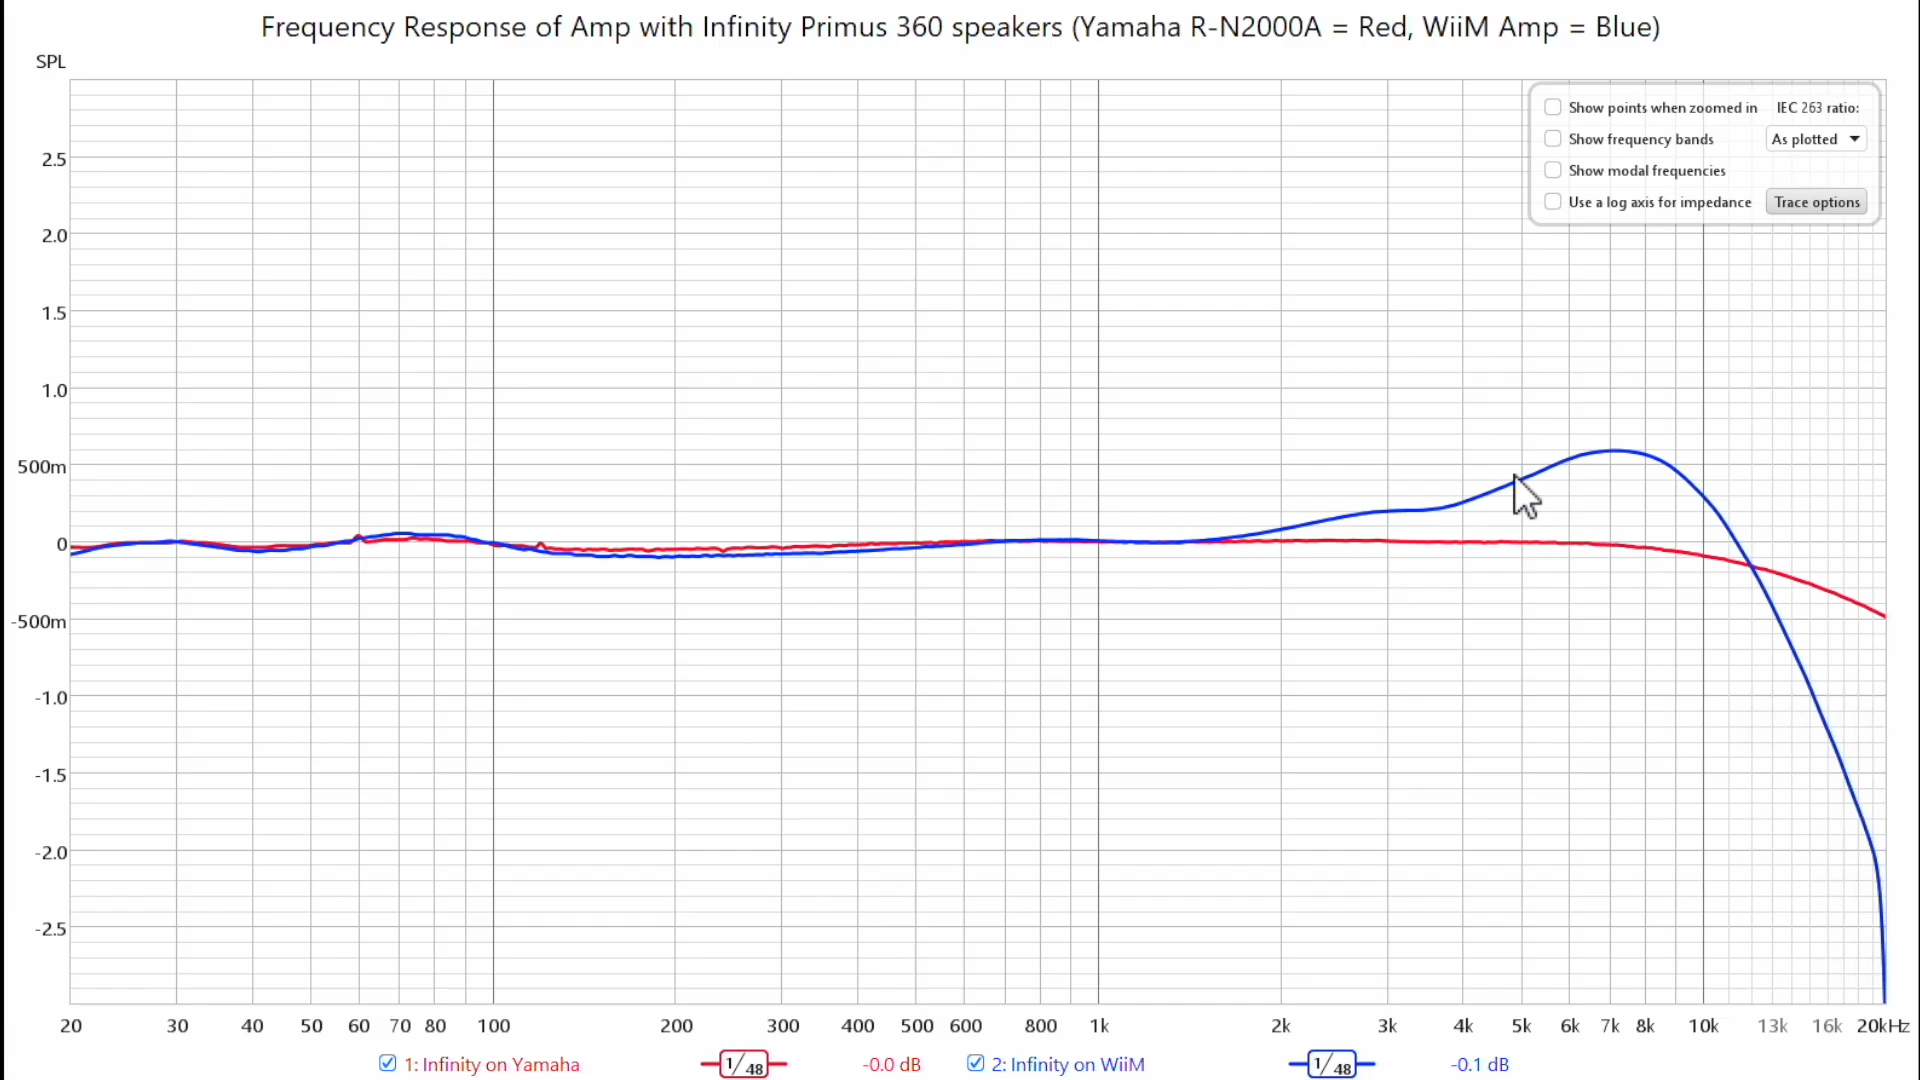 Frequency Response of Amp with Infinity Primus 360 speakers (Yamaha R-N2000A = Red, WiiM Amp = Blue)
SPL
Show points when zoomed in IEC 263 ratio:
Show frequency bands As plotted
Show modal frequencies
Use a log axis for impedance Trace options
2.5
2.0
1.5
1.0
500m
0
-500m
-1.0
-1.5
-2.0
-2.5
20 30 40 50 60 70 80 100 200 300 400 500 600 800 1k 2k 3k 4k 5k 6k 7k 8k 10k 13k 16k 20kHz
1: Infinity on Yamaha 1/48 -0.0 dB 2: Infinity on WiiM 1/48 -0.1 dB